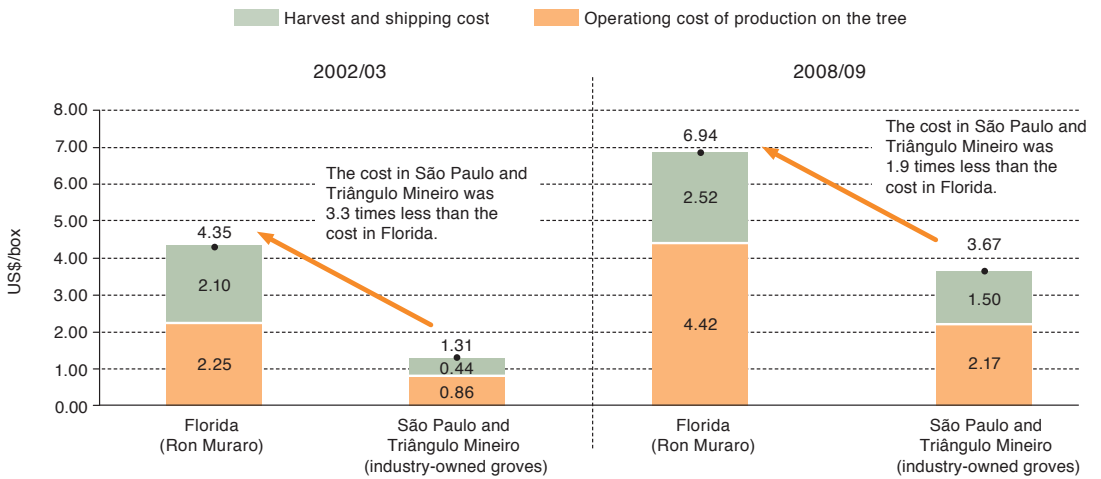 Harvest and shipping cost
Operationg cost of production on the tree
2002/03
2008/09
US$/box
8.00
7.00
6.00
5.00
4.00
3.00
2.00
1.00
0.00
4.35
2.10
2.25
The cost in São Paulo and
Triângulo Mineiro was
3.3 times less than the
cost in Florida.
1.31
0.44
0.86
6.94
2.52
4.42
The cost in São Paulo and
Triângulo Mineiro was
1.9 times less than the
cost in Florida.
3.67
1.50
2.17
Florida
(Ron Muraro)
São Paulo and
Triângulo Mineiro
(industry-owned groves)
Florida
(Ron Muraro)
São Paulo and
Triângulo Mineiro
(industry-owned groves)